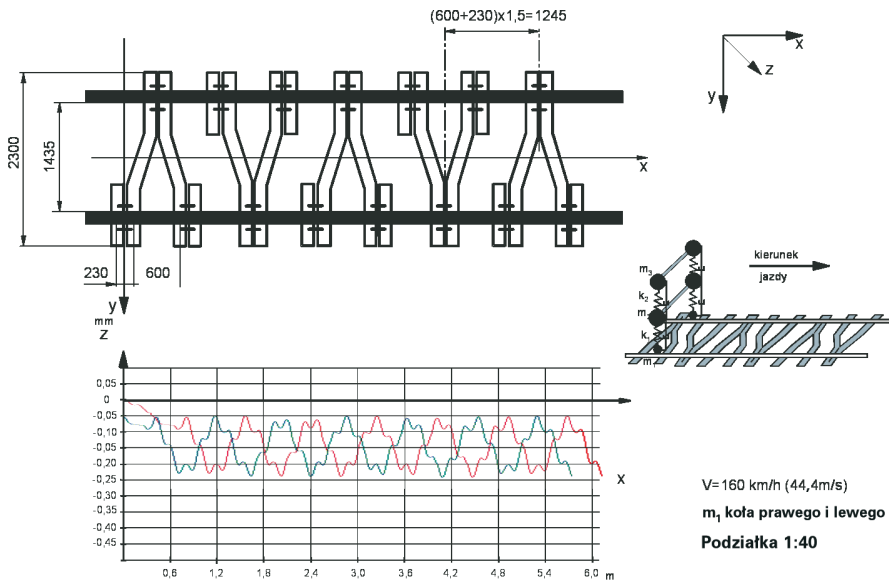 (600+230)x1,5=1245
x
z
y
2300
1435
x
230
600
y
mm
z
kierunek
jazdy
m3
k2
m
k
m
0,05
0
-0,05
-0,10
-0,15
-0,20
-0,25
-0,30
-0,35
-0,40
-0,45
x
0,6
1,2
1,8
2,4
3,0
3,6
4,2
4,8
5,4
6,0
m
V=160 km/h (44,4m/s)
m1 koła prawego i lewego
Podziałka 1:40